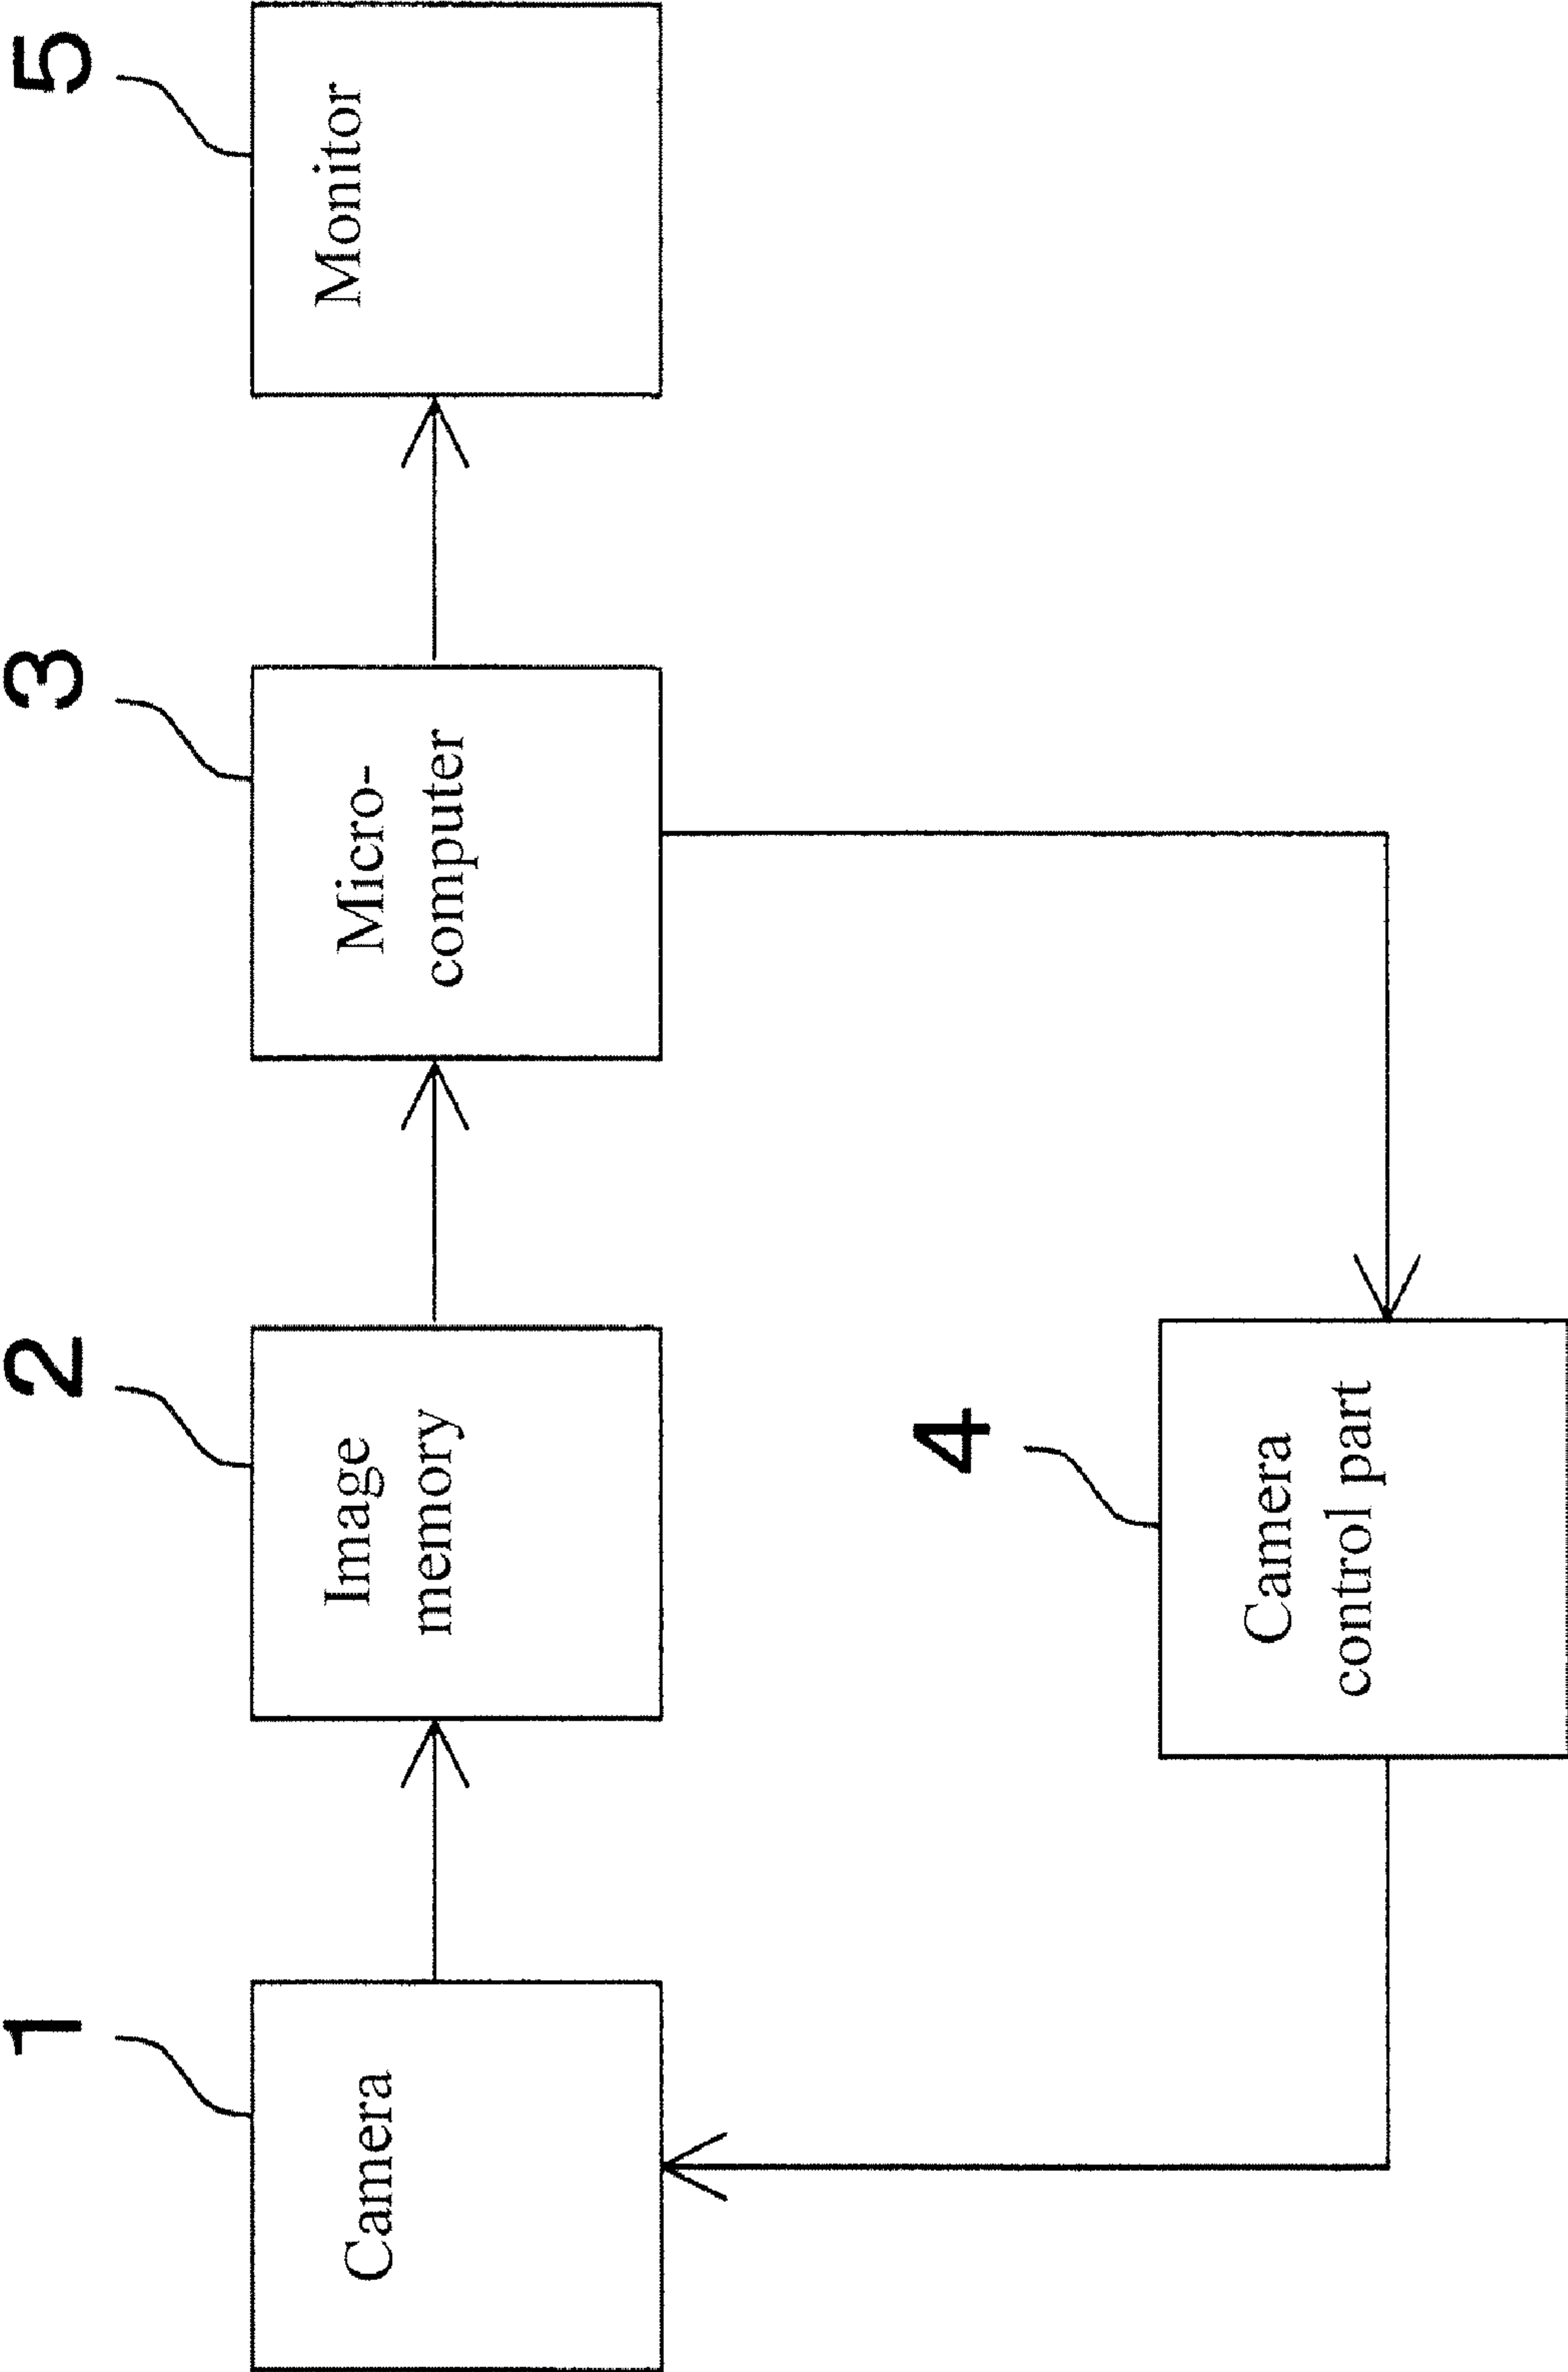 1
Camera
2
Image
memory
3
Micro-
computer
5
Monitor
4
Camera
control part